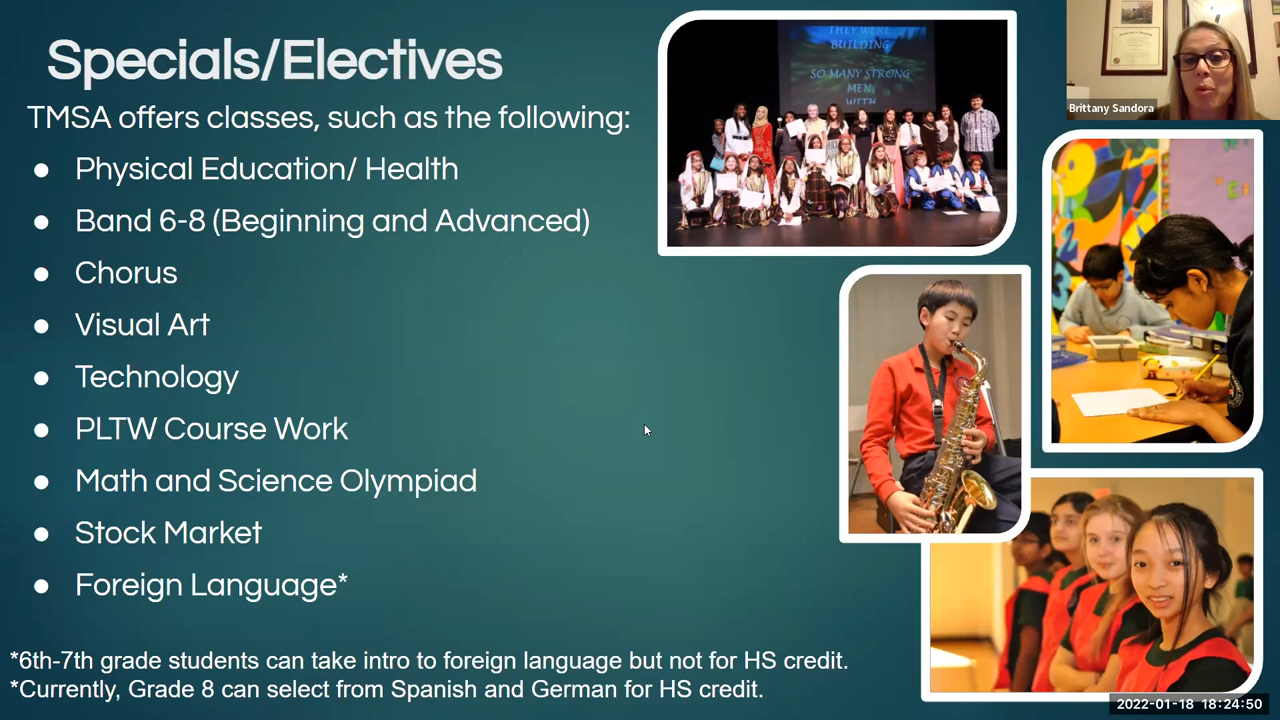 Specials/Electives
TMSA offers classes, such as the following:
● Physical Education/ Health
● Band 6-8 (Beginning and Advanced)
● Chorus
● Visual Art
● Technology
● PLTW Course Work
● Math and Science Olympiad
● Stock Market
● Foreign Language*
*6th-7th grade students can take intro to foreign language but not for HS credit.
*Currently, Grade 8 can select from Spanish and German for HS credit.
THEY WERE
BUILDING
SO MANY STRONG
MEN,
WITH
Brittany Sandora
2022-01-18 18:24:50